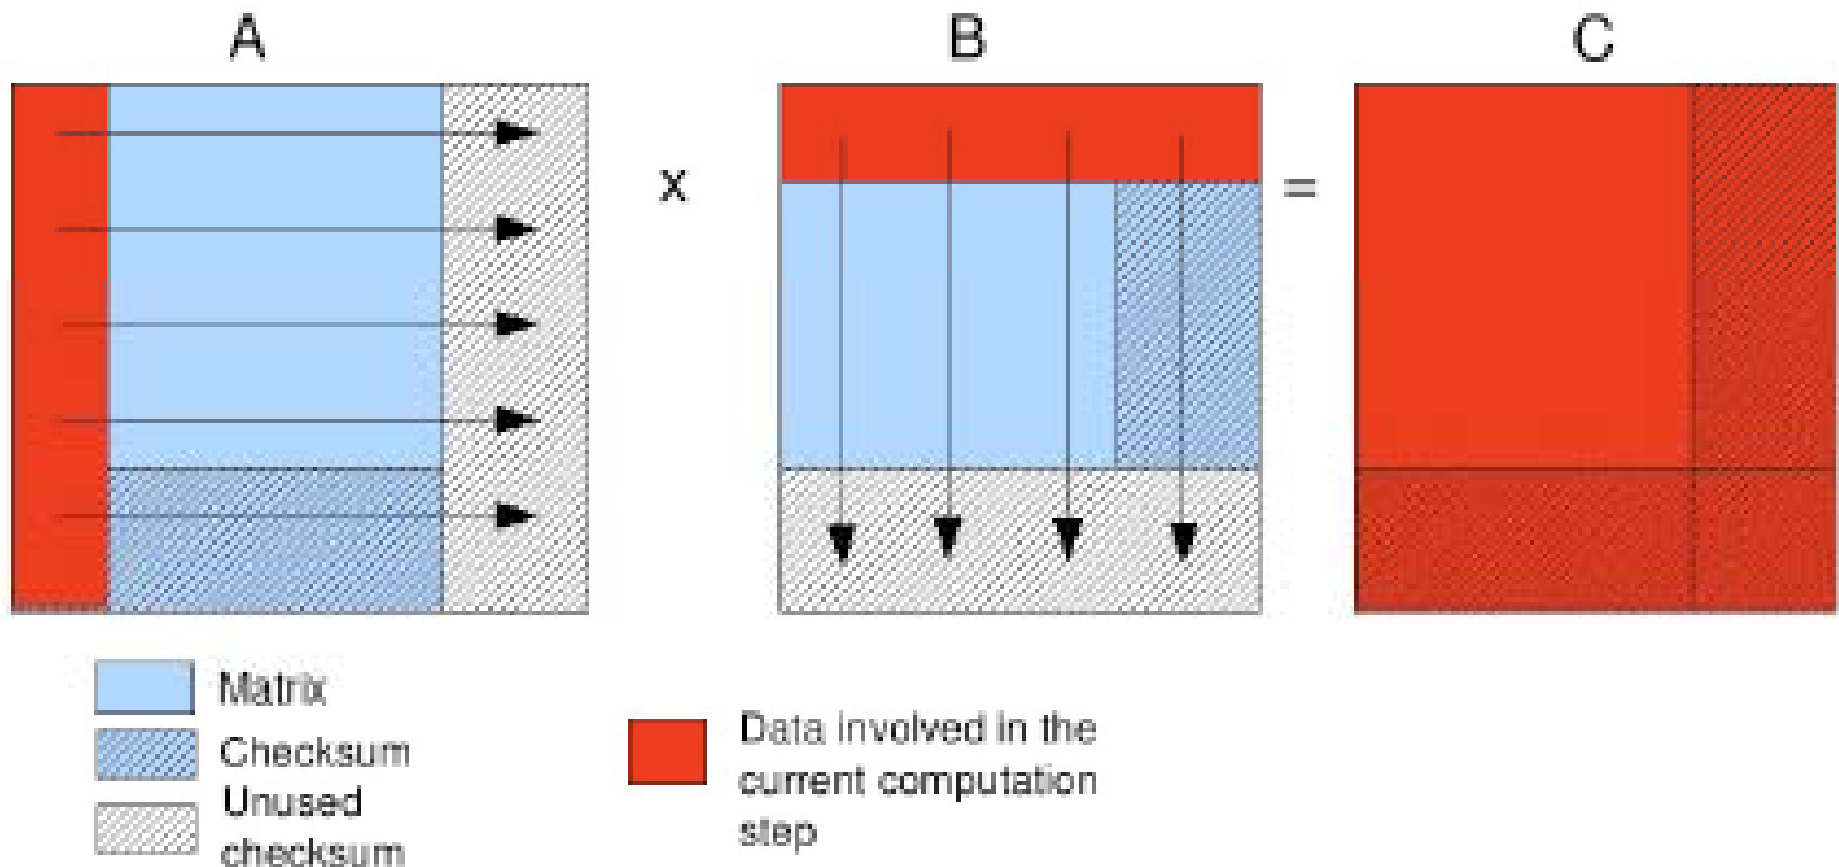 A
B
C
x
=
Matrix
Checksum
Unused
checksum
Data involved in the
current computation
step